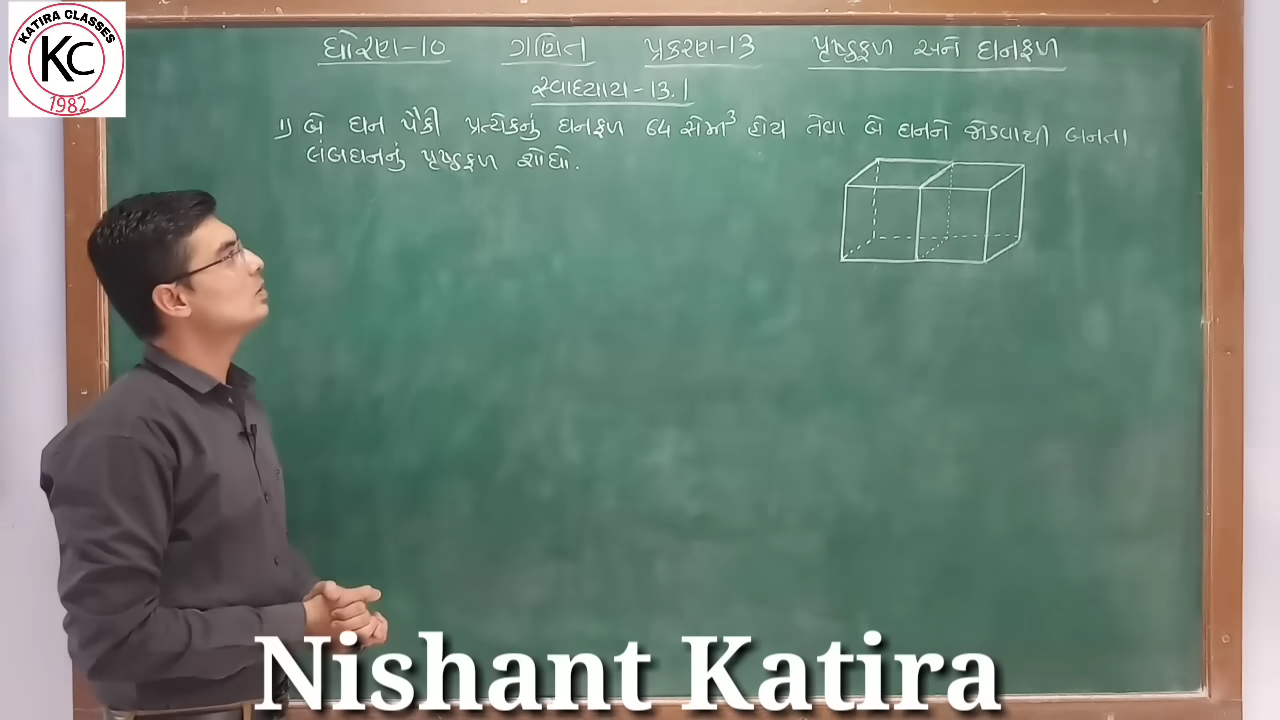 KATIRA CLASSES
KC
1982
ધોરણ-૧૦ ગણિત પ્રકરણ-13 પૃષ્ઠફળ અને ઘનફળ
સ્વાધ્યાય-13.1
1) બે ઘન પૈકી પ્રત્યેકનું ઘનફળ 64 સેમી³ હોય તેવા બે ઘનને જોડવાથી બનતા
લંબઘનનું પૃષ્ઠફળ શોધો.
Nishant Katira